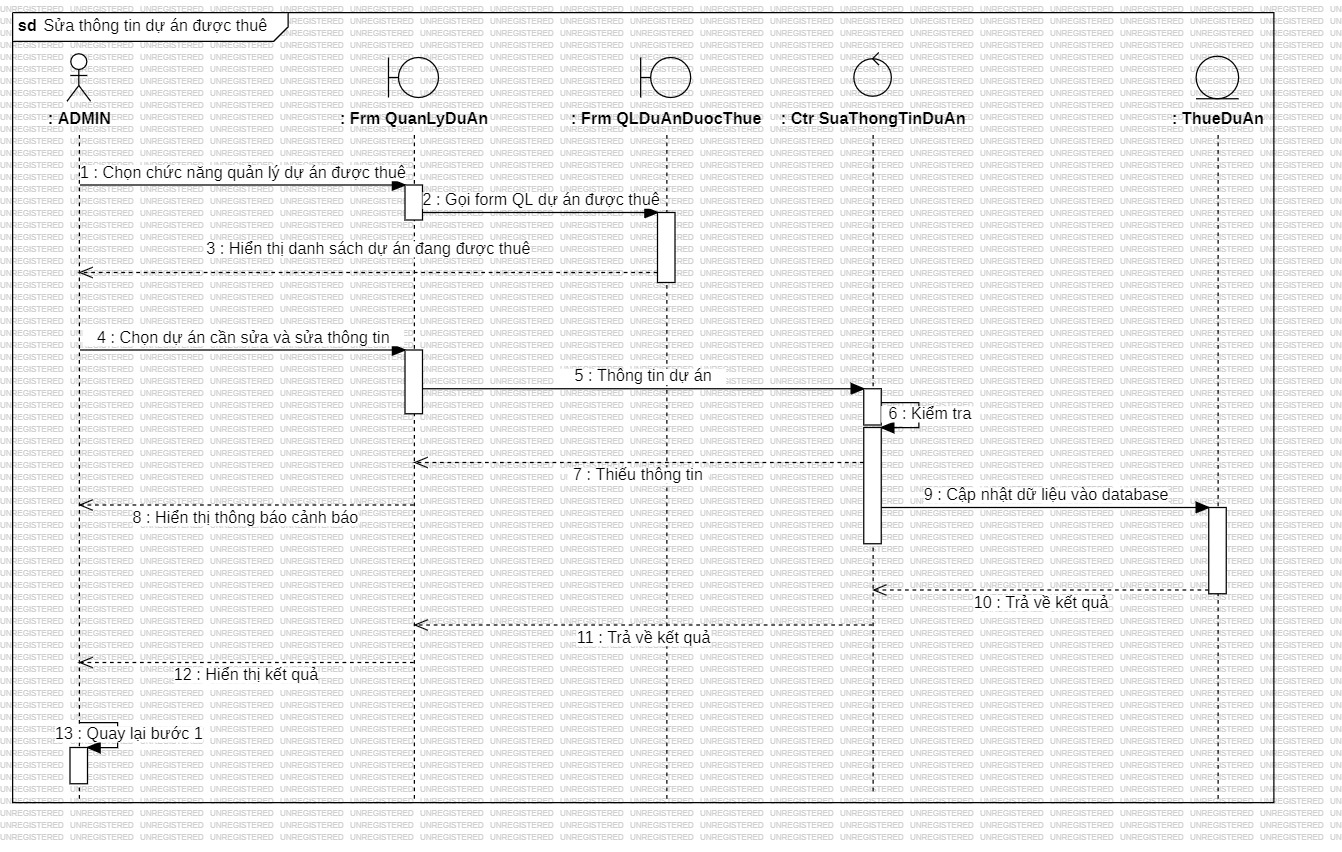 sd Sửa thông tin dự án được thuê
: ADMIN
: Frm QuanLyDuAn
: Frm QLDuAnDuocThue
: Ctr SuaThongTinDuAn
: ThueDuAn
1 : Chọn chức năng quản lý dự án được thuê
2 : Gọi form QL dự án được thuê
3 : Hiển thị danh sách dự án đang được thuê
4 : Chọn dự án cần sửa và sửa thông tin
5 : Thông tin dự án
6 : Kiểm tra
7 : Thiếu thông tin
9 : Cập nhật dữ liệu vào database
8 : Hiển thị thông báo cảnh báo
10 : Trả về kết quả
11 : Trả về kết quả
12 : Hiển thị kết quả
13 : Quay lại bước 1
UNREGISTERED